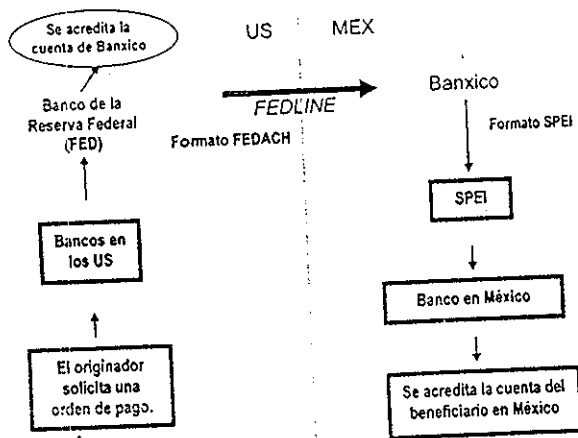 Se acredita la
cuenta de Banxico
US
MEX
Banco de la
Reserva Federal
(FED)
FEDLINE
Formato FEDACH
Banxico
Formato SPEI
SPEI
Bancos en
los US
Banco en México
El originador
solicita una
orden de pago.
Se acredita la cuenta del
beneficiario en México